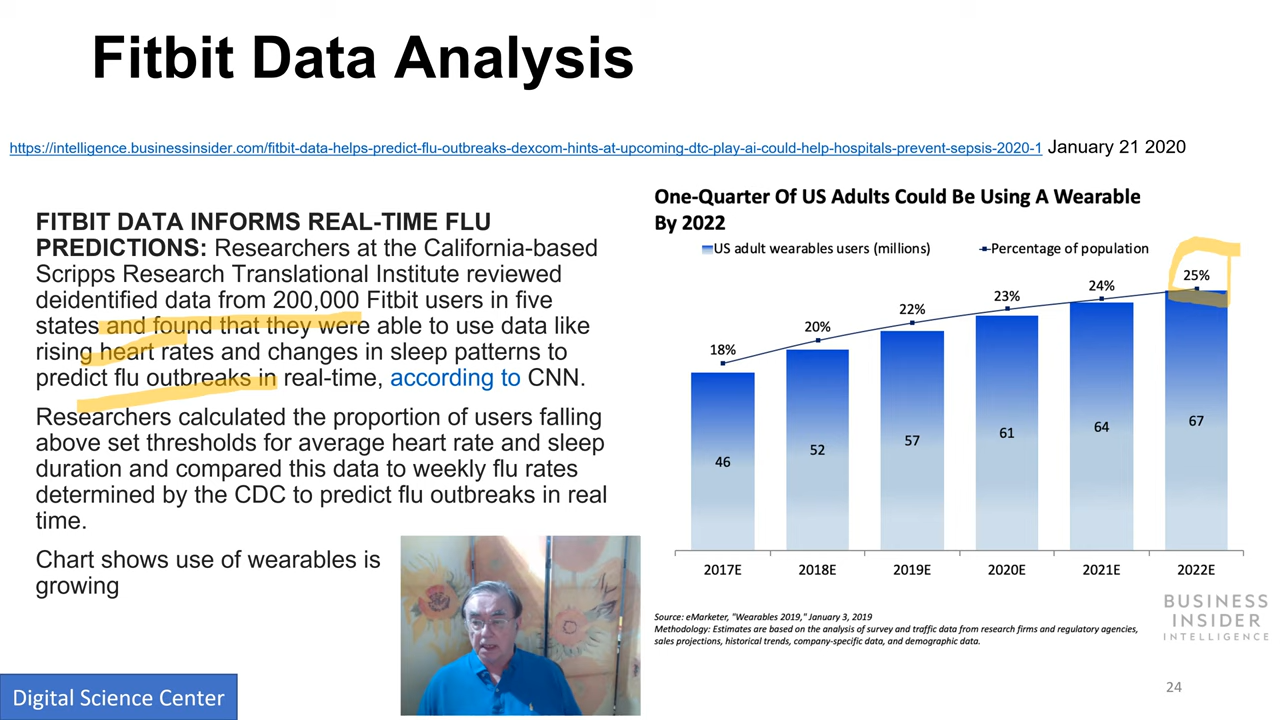 Fitbit Data Analysis
https://intelligence.businessinsider.com/fitbit-data-helps-predict-flu-outbreaks-dexcom-hints-at-upcoming-dtc-play-ai-could-help-hospitals-prevent-sepsis-2020-1 January 21 2020
FITBIT DATA INFORMS REAL-TIME FLU
PREDICTIONS: Researchers at the California-based
Scripps Research Translational Institute reviewed
deidentified data from 200,000 Fitbit users in five
states and found that they were able to use data like
rising heart rates and changes in sleep patterns to
predict flu outbreaks in real-time, according to CNN.
Researchers calculated the proportion of users falling
above set thresholds for average heart rate and sleep
duration and compared this data to weekly flu rates
determined by the CDC to predict flu outbreaks in real
time.
Chart shows use of wearables is
growing
One-Quarter Of US Adults Could Be Using A Wearable
By 2022
US adult wearables users (millions) Percentage of population
18% 20% 22% 23% 24% 25%
46 52 57 61 64 67
2017E 2018E 2019E 2020E 2021E 2022E
Source: eMarketer, "Wearables 2019," January 3, 2019
Methodology: Estimates are based on the analysis of survey and traffic data from research firms and regulatory agencies,
sales projections, historical trends, company-specific data, and demographic data.
BUSINESS
INSIDER
INTELLIGENCE
Digital Science Center
24